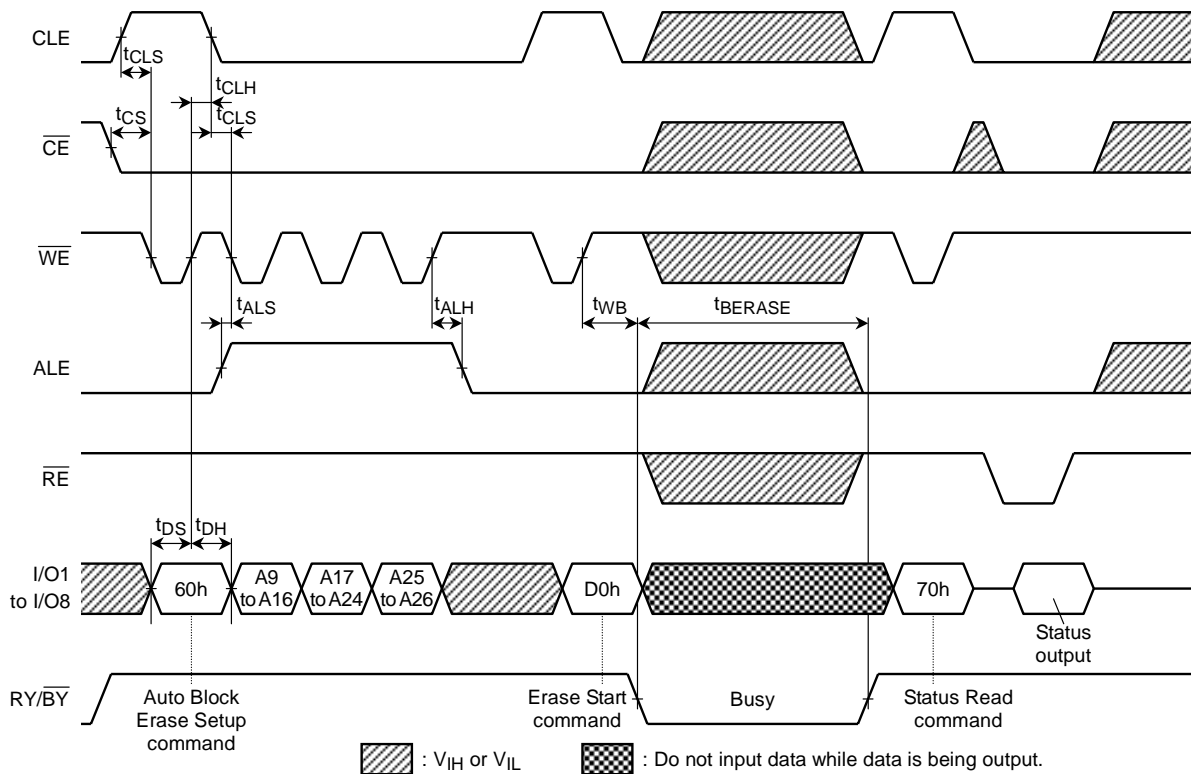 CLE
tCLS
tCLH
tCS
tCLS
CE
WE
tALS
tALH
tWB
tBERASE
ALE
RE
tDS
tDH
I/O1
to I/O8
60h
A9
to A16
A17
to A24
A25
to A26
D0h
70h
Status
output
RY/BY
Auto Block
Erase Setup
command
Erase Start
command
Busy
Status Read
command
: VIH or VIL
: Do not input data while data is being output.